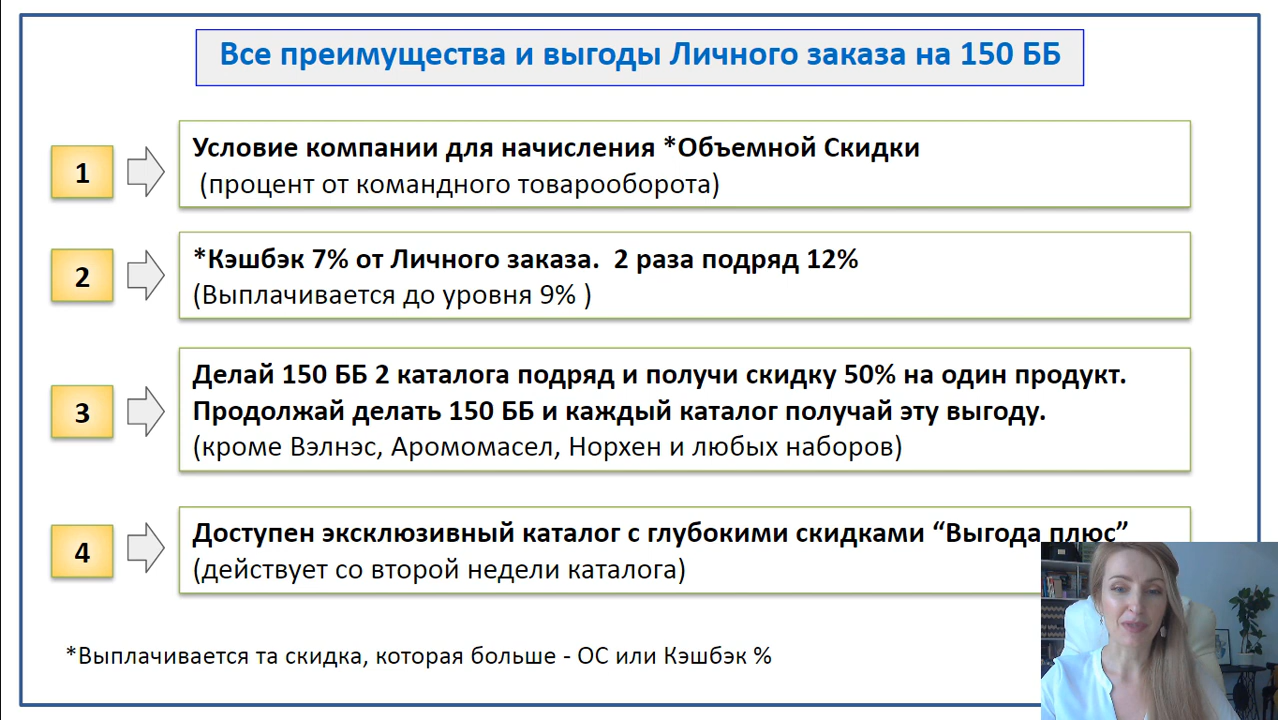 Все преимущества и выгоды Личного заказа на 150 ББ
1
Условие компании для начисления *Объемной Скидки
(процент от командного товарооборота)
2
*Кэшбэк 7% от Личного заказа. 2 раза подряд 12%
(Выплачивается до уровня 9% )
3
Делай 150 ББ 2 каталога подряд и получи скидку 50% на один продукт.
Продолжай делать 150 ББ и каждый каталог получай эту выгоду.
(кроме Вэлнэс, Аромомасел, Норхен и любых наборов)
4
Доступен эксклюзивный каталог с глубокими скидками “Выгода плюс”
(действует со второй недели каталога)
*Выплачивается та скидка, которая больше - ОС или Кэшбэк %